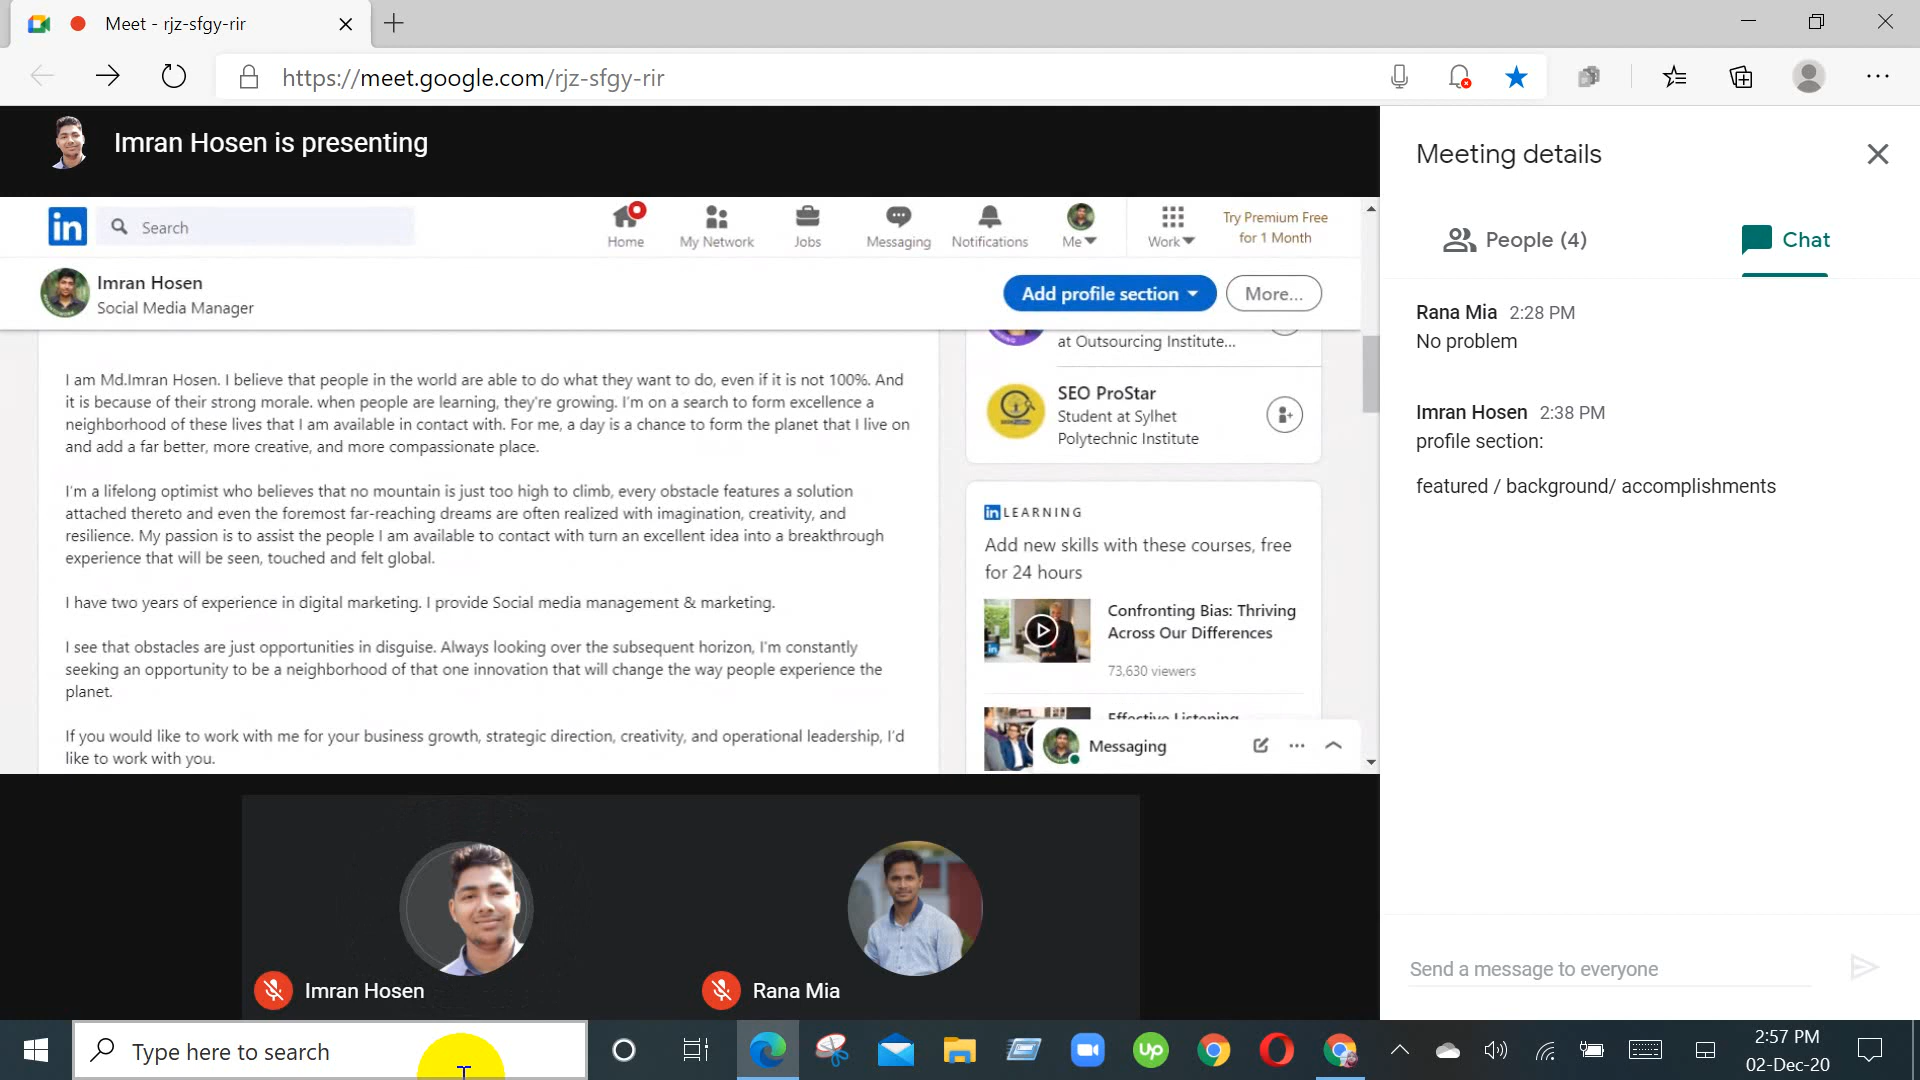 Meet - rjz-sfgy-rir
https://meet.google.com/rjz-sfgy-rir
Imran Hosen is presenting
in
Search
Home
My Network
Jobs
Messaging
Notifications
Me
Work
Try Premium Free
for 1 Month
Imran Hosen
Social Media Manager
Add profile section
More...
I am Md.Imran Hosen. I believe that people in the world are able to do what they want to do, even if it is not 100%. And
it is because of their strong morale. when people are learning, they're growing. I'm on a search to form excellence a
neighborhood of these lives that I am available in contact with. For me, a day is a chance to form the planet that I live on
and add a far better, more creative, and more compassionate place.
I'm a lifelong optimist who believes that no mountain is just too high to climb, every obstacle features a solution
attached thereto and even the foremost far-reaching dreams are often realized with imagination, creativity, and
resilience. My passion is to assist the people I am available to contact with turn an excellent idea into a breakthrough
experience that will be seen, touched and felt global.
I have two years of experience in digital marketing. I provide Social media management & marketing.
I see that obstacles are just opportunities in disguise. Always looking over the subsequent horizon, I'm constantly
seeking an opportunity to be a neighborhood of that one innovation that will change the way people experience the
planet.
If you would like to work with me for your business growth, strategic direction, creativity, and operational leadership, I'd
like to work with you.
at Outsourcing Institute...
SEO ProStar
Student at Sylhet
Polytechnic Institute
in LEARNING
Add new skills with these courses, free
for 24 hours
Confronting Bias: Thriving
Across Our Differences
73,630 viewers
Effective Listening
Messaging
Imran Hosen
Rana Mia
Meeting details
People (4)
Chat
Rana Mia 2:28 PM
No problem
Imran Hosen 2:38 PM
profile section:
featured / background/ accomplishments
Send a message to everyone
Type here to search
Up
2:57 PM
02-Dec-20